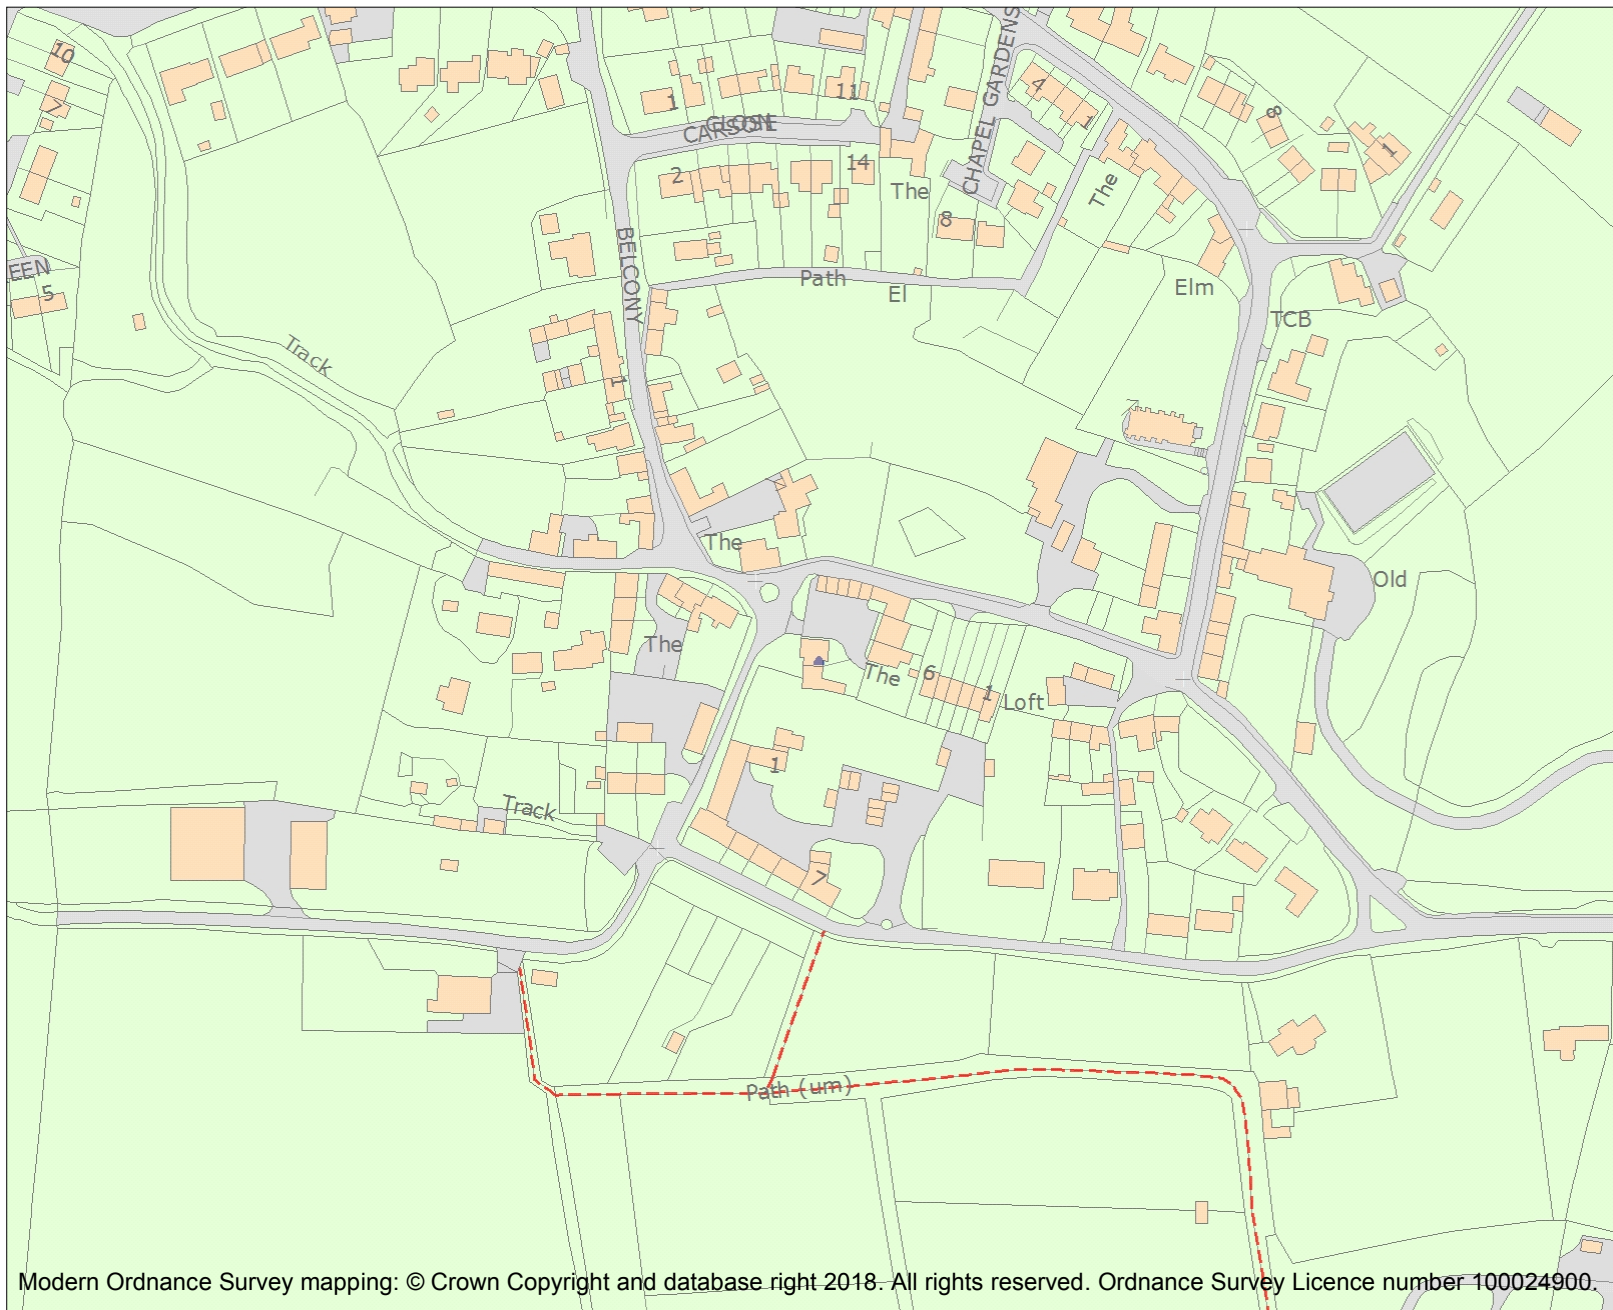 10
7
EEN
5
Track
1
CARSON
CLOSE
11
2
14
The
CHAPEL GARDENS
4
1
8
The
8
1
BELCONY
Path
El
Elm
TCB
1
The
Old
The
The
6
1
Loft
1
Track
7
Path (um)
Modern Ordnance Survey mapping: © Crown Copyright and database right 2018. All rights reserved. Ordnance Survey Licence number 100024900.